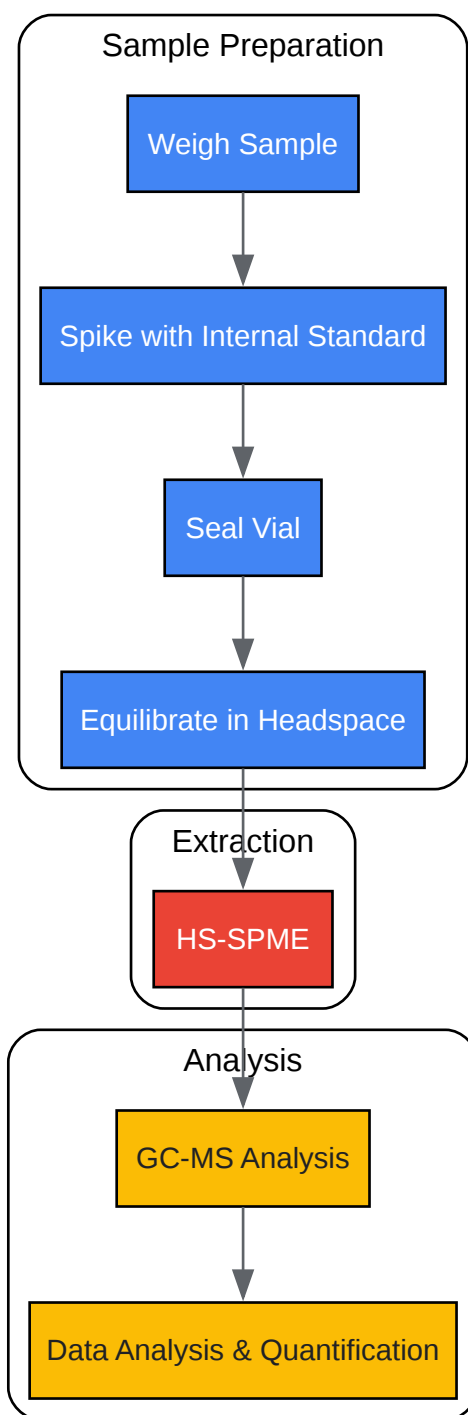 Sample Preparation
Weigh Sample
Spike with Internal Standard
Seal Vial
Equilibrate in Headspace
Extraction
HS-SPME
Analysis
GC-MS Analysis
Data Analysis & Quantification